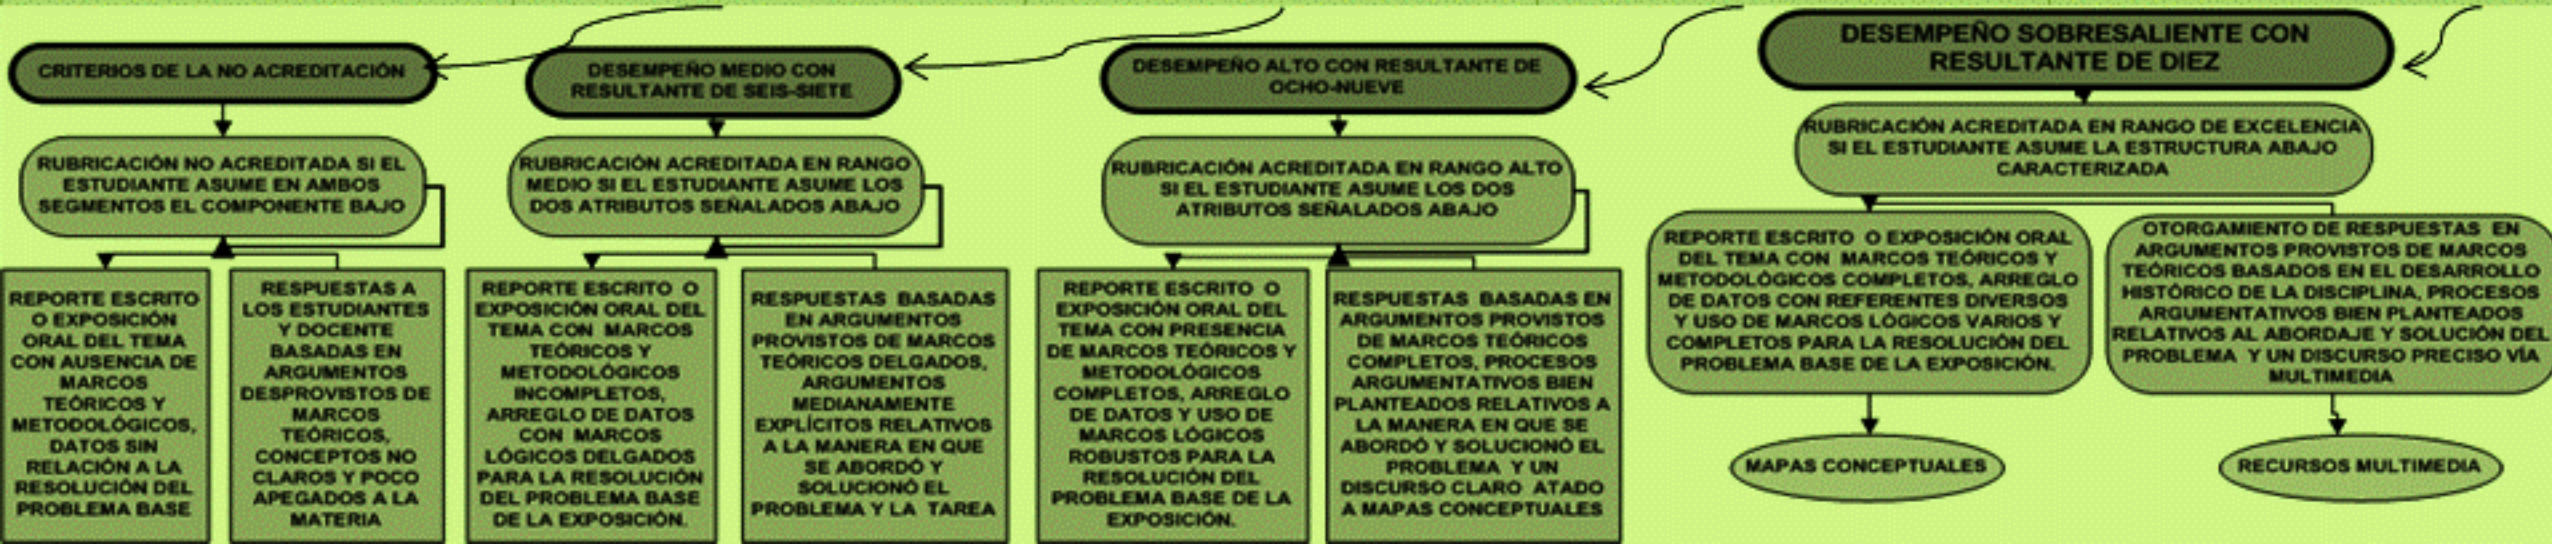 CRITERIOS DE LA NO ACREDITACIÓN
RUBRICACIÓN NO ACREDITADA SI EL
ESTUDIANTE ASUME EN AMBOS
SEGMENTOS EL COMPONENTE BAJO
REPORTE ESCRITO
O EXPOSICIÓN
ORAL DEL TEMA
CON AUSENCIA DE
MARCOS
TEÓRICOS Y
METODOLÓGICOS,
DATOS SIN
RELACIÓN A LA
RESOLUCIÓN DEL
PROBLEMA BASE
RESPUESTAS A
LOS ESTUDIANTES
Y DOCENTE
BASADAS EN
ARGUMENTOS
DESPROVISTOS DE
MARCOS
TEÓRICOS,
CONCEPTOS NO
CLAROS Y POCO
APEGADOS A LA
MATERIA
DESEMPEÑO MEDIO CON
RESULTANTE DE SEIS-SIETE
RUBRICACIÓN ACREDITADA EN RANGO
MEDIO SI EL ESTUDIANTE ASUME LOS
DOS ATRIBUTOS SEÑALADOS ABAJO
REPORTE ESCRITO O
EXPOSICIÓN ORAL DEL
TEMA CON MARCOS
TEÓRICOS Y
METODOLÓGICOS
INCOMPLETOS,
ARREGLO DE DATOS
CON MARCOS
LÓGICOS DELGADOS
PARA LA RESOLUCIÓN
DEL PROBLEMA BASE
DE LA EXPOSICIÓN.
RESPUESTAS BASADAS
EN ARGUMENTOS
PROVISTOS DE MARCOS
TEÓRICOS DELGADOS,
ARGUMENTOS
MEDIANAMENTE
EXPLÍCITOS RELATIVOS
A LA MANERA EN QUE
SE ABORDÓ Y
SOLUCIONÓ EL
PROBLEMA Y LA TAREA
DESEMPEÑO ALTO CON RESULTANTE DE
OCHO-NUEVE
RUBRICACIÓN ACREDITADA EN RANGO ALTO
SI EL ESTUDIANTE ASUME LOS DOS
ATRIBUTOS SEÑALADOS ABAJO
REPORTE ESCRITO O
EXPOSICIÓN ORAL DEL
TEMA CON PRESENCIA
DE MARCOS TEÓRICOS Y
METODOLÓGICOS
COMPLETOS, ARREGLO
DE DATOS Y USO DE
MARCOS LÓGICOS
ROBUSTOS PARA LA
RESOLUCIÓN DEL
PROBLEMA BASE DE LA
EXPOSICIÓN.
RESPUESTAS BASADAS EN
ARGUMENTOS PROVISTOS
DE MARCOS TEÓRICOS
COMPLETOS, PROCESOS
ARGUMENTATIVOS BIEN
PLANTEADOS RELATIVOS A
LA MANERA EN QUE SE
ABORDÓ Y SOLUCIONÓ EL
PROBLEMA Y UN
DISCURSO CLARO ATADO
A MAPAS CONCEPTUALES
DESEMPEÑO SOBRESALIENTE CON
RESULTANTE DE DIEZ
RUBRICACIÓN ACREDITADA EN RANGO DE EXCELENCIA
SI EL ESTUDIANTE ASUME LA ESTRUCTURA ABAJO
CARACTERIZADA
REPORTE ESCRITO O EXPOSICIÓN ORAL
DEL TEMA CON MARCOS TEÓRICOS Y
METODOLÓGICOS COMPLETOS, ARREGLO
DE DATOS CON REFERENTES DIVERSOS
Y USO DE MARCOS LÓGICOS VARIOS Y
COMPLETOS PARA LA RESOLUCIÓN DEL
PROBLEMA BASE DE LA EXPOSICIÓN.
OTORGAMIENTO DE RESPUESTAS EN
ARGUMENTOS PROVISTOS DE MARCOS
TEÓRICOS BASADOS EN EL DESARROLLO
HISTÓRICO DE LA DISCIPLINA, PROCESOS
ARGUMENTATIVOS BIEN PLANTEADOS
RELATIVOS AL ABORDAJE Y SOLUCIÓN DEL
PROBLEMA Y UN DISCURSO PRECISO VÍA
MULTIMEDIA
MAPAS CONCEPTUALES
RECURSOS MULTIMEDIA